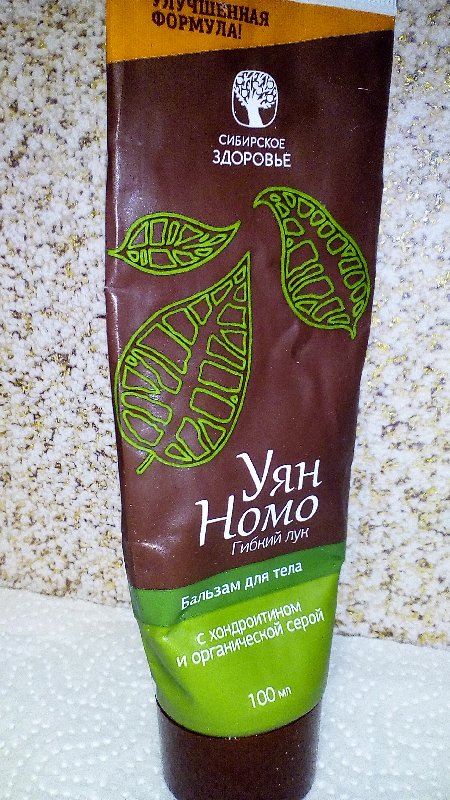 УЛУЧШЕННАЯ
ФОРМУЛА!
СИБИРСКОЕ
ЗДОРОВЬЕ
Уян
Номо
Гибкий лук
Бальзам для тела
с хондроитином
и органической серой
100 мл